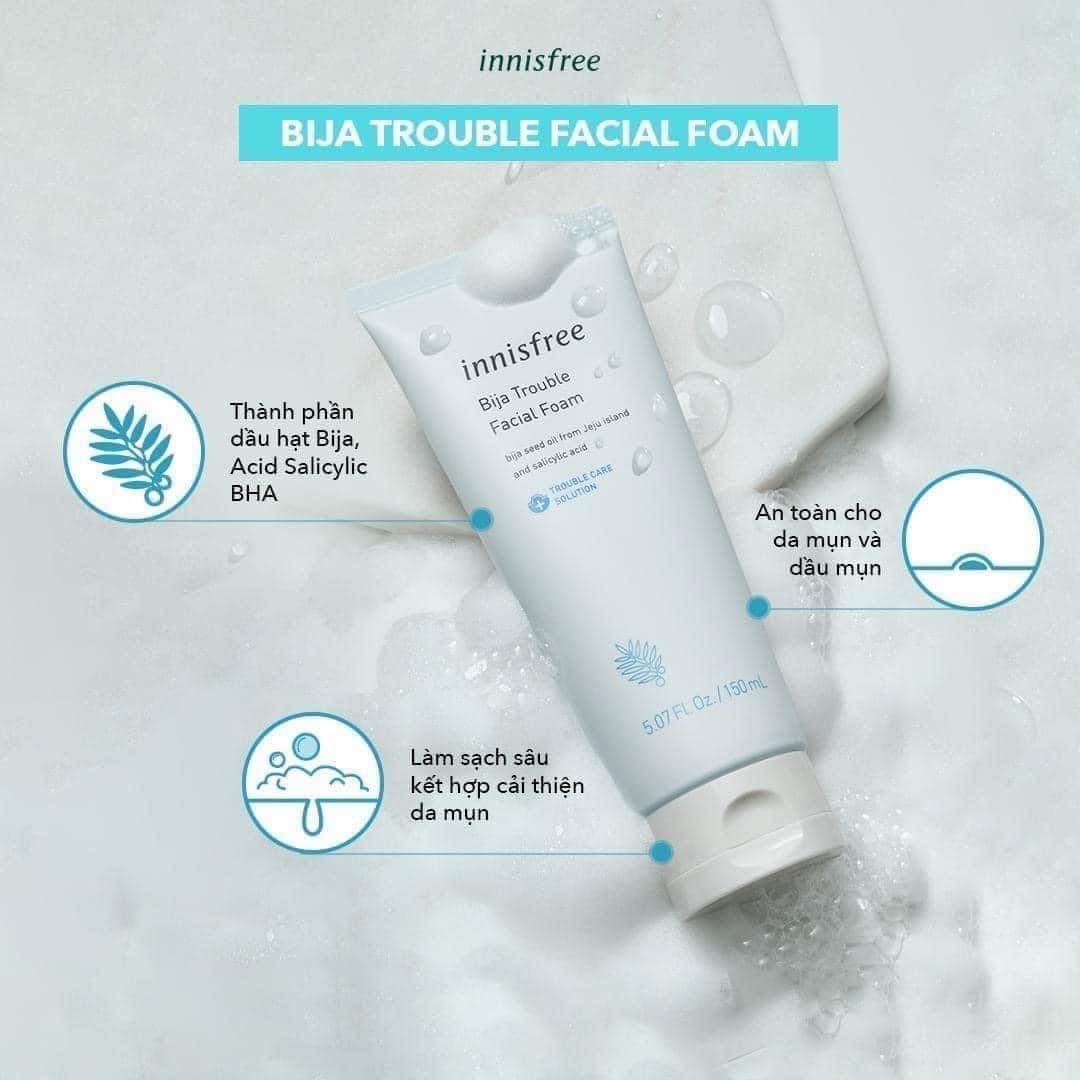 innisfree
BIJA TROUBLE FACIAL FOAM
innisfree
Bija Trouble
Facial Foam
bija seed oil from Jeju island
and salicylic acid
TROUBLE CARE
SOLUTION
Thành phần
dầu hạt Bija,
Acid Salicylic
BHA
An toàn cho
da mụn và
dầu mụn
5.07 FL. Oz. / 150 mL
Làm sạch sâu
kết hợp cải thiện
da mụn